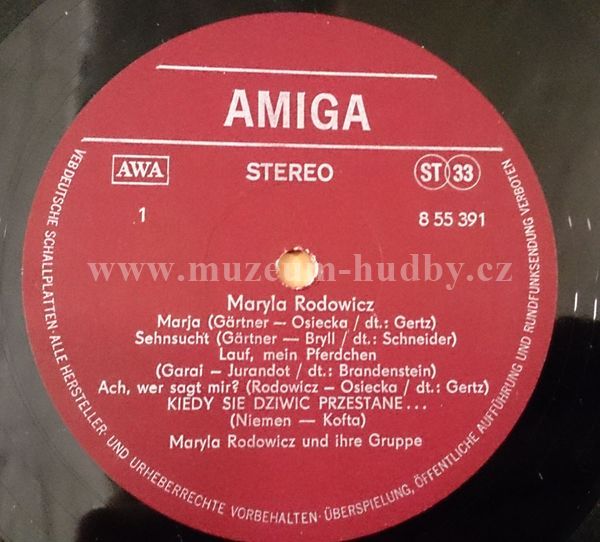 AMIGA
AWA STEREO ST 33
1 8 55 391
www.muzeum-hudby.cz
Maryla Rodowicz
Marja (Gärtner — Osiecka / dt.: Gertz)
Sehnsucht (Gärtner — Bryll / dt.: Schneider)
Lauf, mein Pferdchen
(Garai — Jurandot / dt.: Brandenstein)
Ach, wer sagt mir? (Rodowicz — Osiecka / dt.: Gertz)
KIEDY SIE DZIWIC PRZESTANE...
(Niemen — Kofta)
Maryla Rodowicz und ihre Gruppe
VEB DEUTSCHE SCHALLPLATTEN · ALLE HERSTELLER- UND URHEBERRECHTE VORBEHALTEN · ÜBERSPIELUNG, ÖFFENTLICHE AUFFÜHRUNG UND RUNDFUNKSENDUNG VERBOTEN